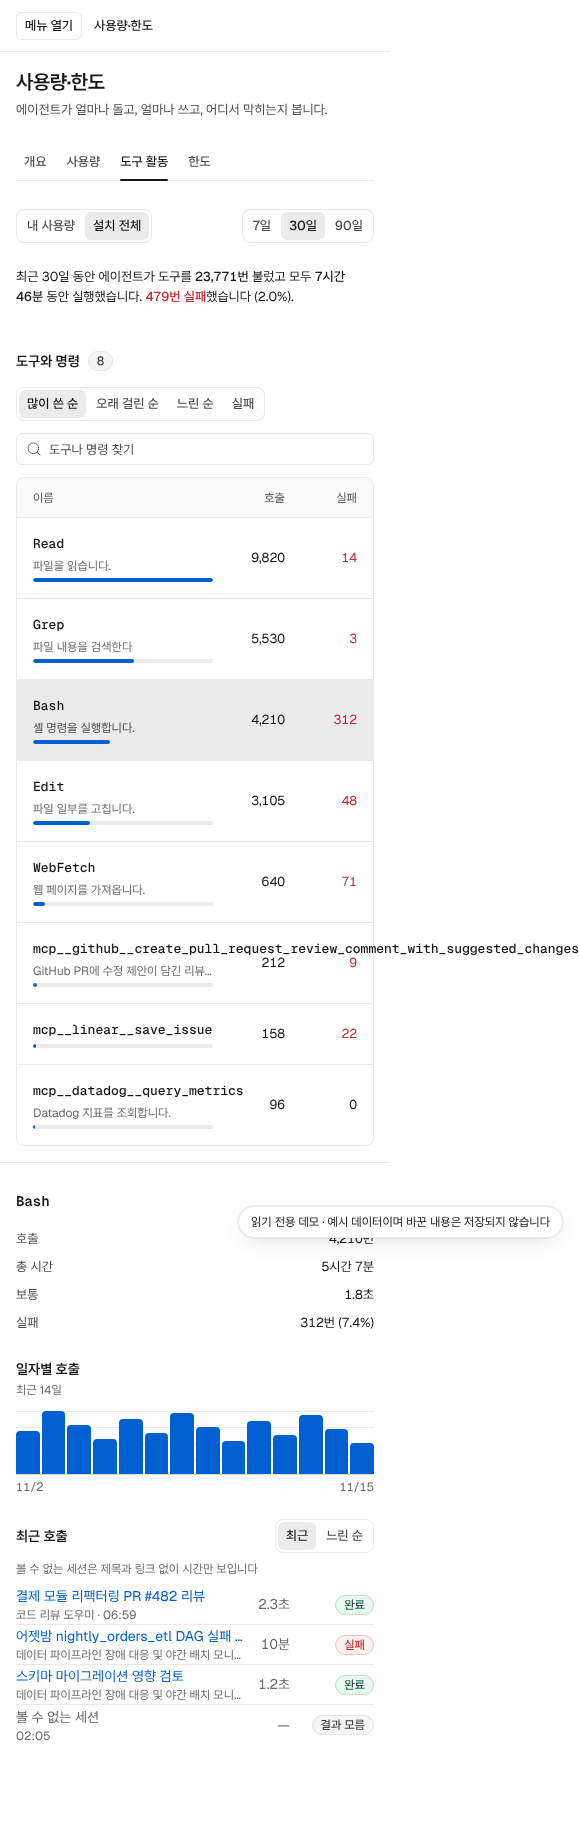 메뉴 열기 사용량·한도
사용량·한도
에이전트가 얼마나 돌고, 얼마나 쓰고, 어디서 막히는지 봅니다.
개요 사용량 도구 활동 한도
내 사용량 설치 전체 7일 30일 90일
최근 30일 동안 에이전트가 도구를 23,771번 불렀고 모두 7시간
46분 동안 실행했습니다. 479번 실패했습니다 (2.0%).
도구와 명령 8
많이 쓴 순 오래 걸린 순 느린 순 실패
도구나 명령 찾기
이름 호출 실패
Read
파일을 읽습니다.
9,820 14
Grep
파일 내용을 검색한다
5,530 3
Bash
셸 명령을 실행합니다.
4,210 312
Edit
파일 일부를 고칩니다.
3,105 48
WebFetch
웹 페이지를 가져옵니다.
640 71
mcp__github__create_pull_request_review_comment_with_suggested_changes
GitHub PR에 수정 제안이 담긴 리뷰…
212 9
mcp__linear__save_issue
158 22
mcp__datadog__query_metrics
Datadog 지표를 조회합니다.
96 0
Bash
읽기 전용 데모 · 예시 데이터이며 바꾼 내용은 저장되지 않습니다
호출 4,210번
총 시간 5시간 7분
보통 1.8초
실패 312번 (7.4%)
일자별 호출
최근 14일
11/2 11/15
최근 호출 최근 느린 순
볼 수 없는 세션은 제목과 링크 없이 시간만 보입니다
결제 모듈 리팩터링 PR #482 리뷰
코드 리뷰 도우미 · 06:59
2.3초 완료
어젯밤 nightly_orders_etl DAG 실패 …
데이터 파이프라인 장애 대응 및 야간 배치 모니…
10분 실패
스키마 마이그레이션 영향 검토
데이터 파이프라인 장애 대응 및 야간 배치 모니…
1.2초 완료
볼 수 없는 세션
02:05
— 결과 모름